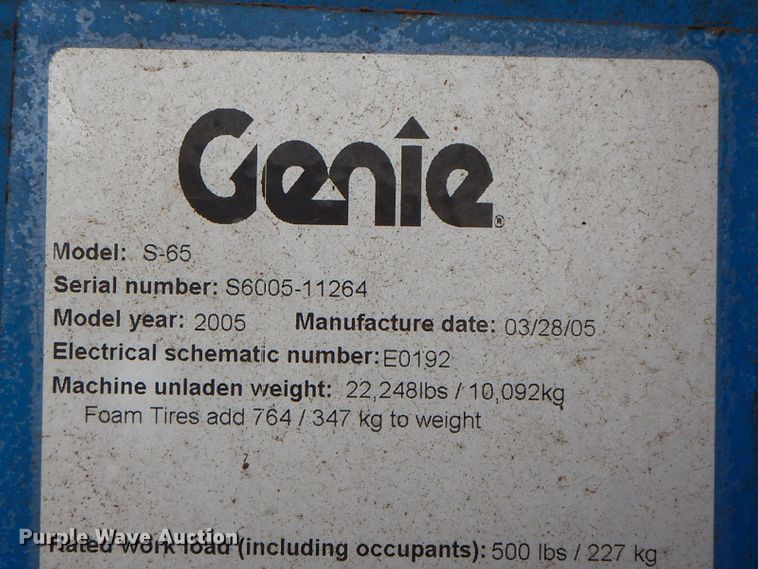 Genie®
Model: S-65
Serial number: S6005-11264
Model year: 2005 Manufacture date: 03/28/05
Electrical schematic number:E0192
Machine unladen weight: 22,248lbs / 10,092kg
Foam Tires add 764 / 347 kg to weight
Purple Wave Auction
Rated work load (including occupants): 500 lbs / 227 kg